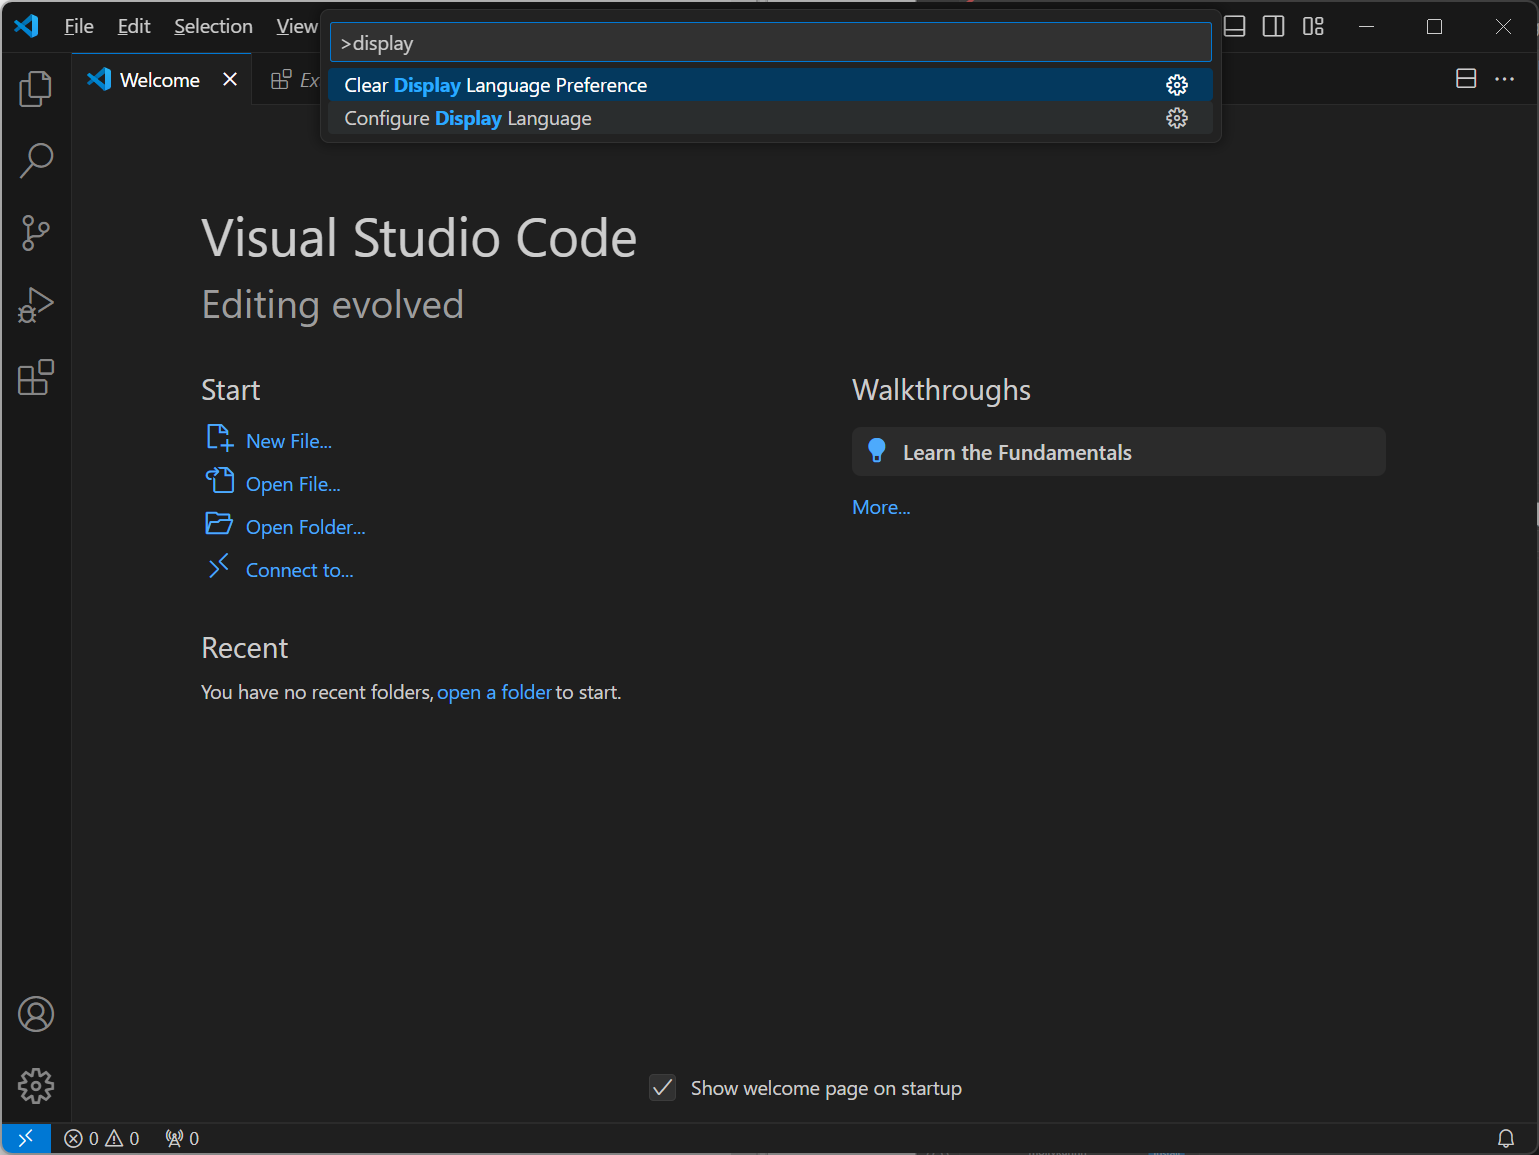 File Edit Selection View
>display
Clear Display Language Preference
Configure Display Language
Welcome
Ex
Visual Studio Code
Editing evolved
Start
New File...
Open File...
Open Folder...
Connect to...
Recent
You have no recent folders, open a folder to start.
Walkthroughs
Learn the Fundamentals
More...
Show welcome page on startup
0 0 0